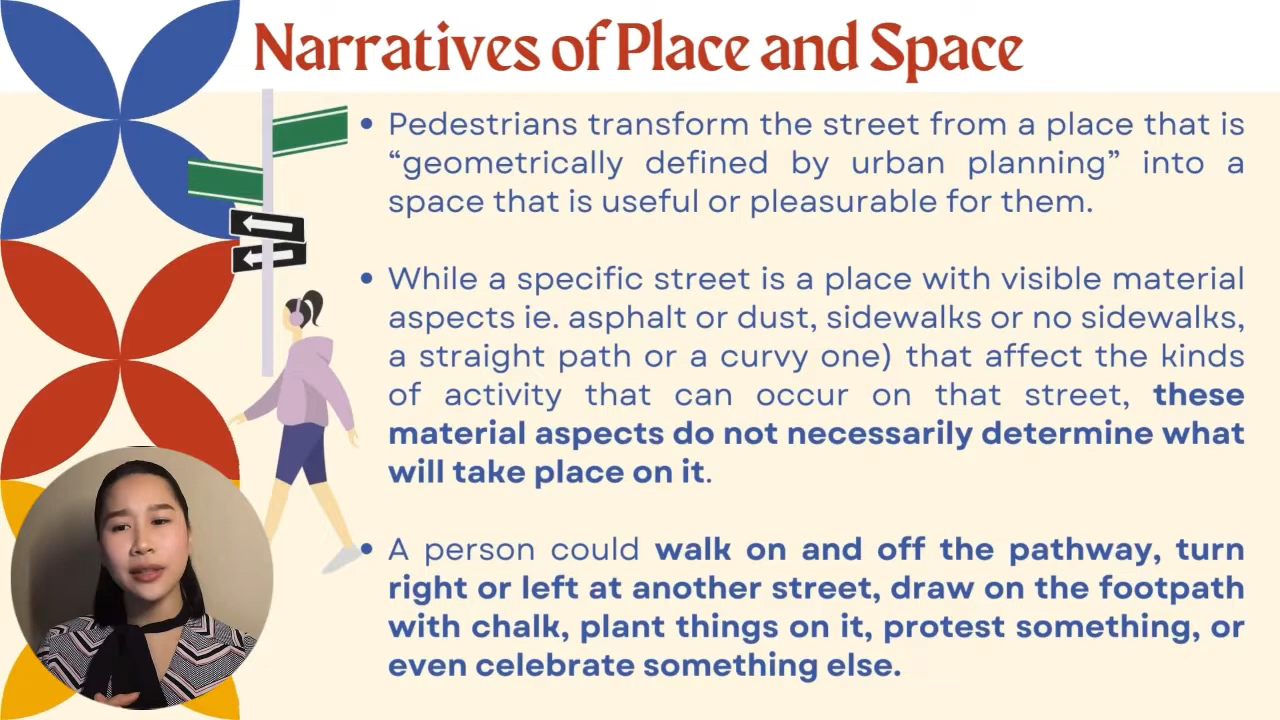 Narratives of Place and Space
• Pedestrians transform the street from a place that is
“geometrically defined by urban planning” into a
space that is useful or pleasurable for them.
• While a specific street is a place with visible material
aspects ie. asphalt or dust, sidewalks or no sidewalks,
a straight path or a curvy one) that affect the kinds
of activity that can occur on that street, these
material aspects do not necessarily determine what
will take place on it.
• A person could walk on and off the pathway, turn
right or left at another street, draw on the footpath
with chalk, plant things on it, protest something, or
even celebrate something else.